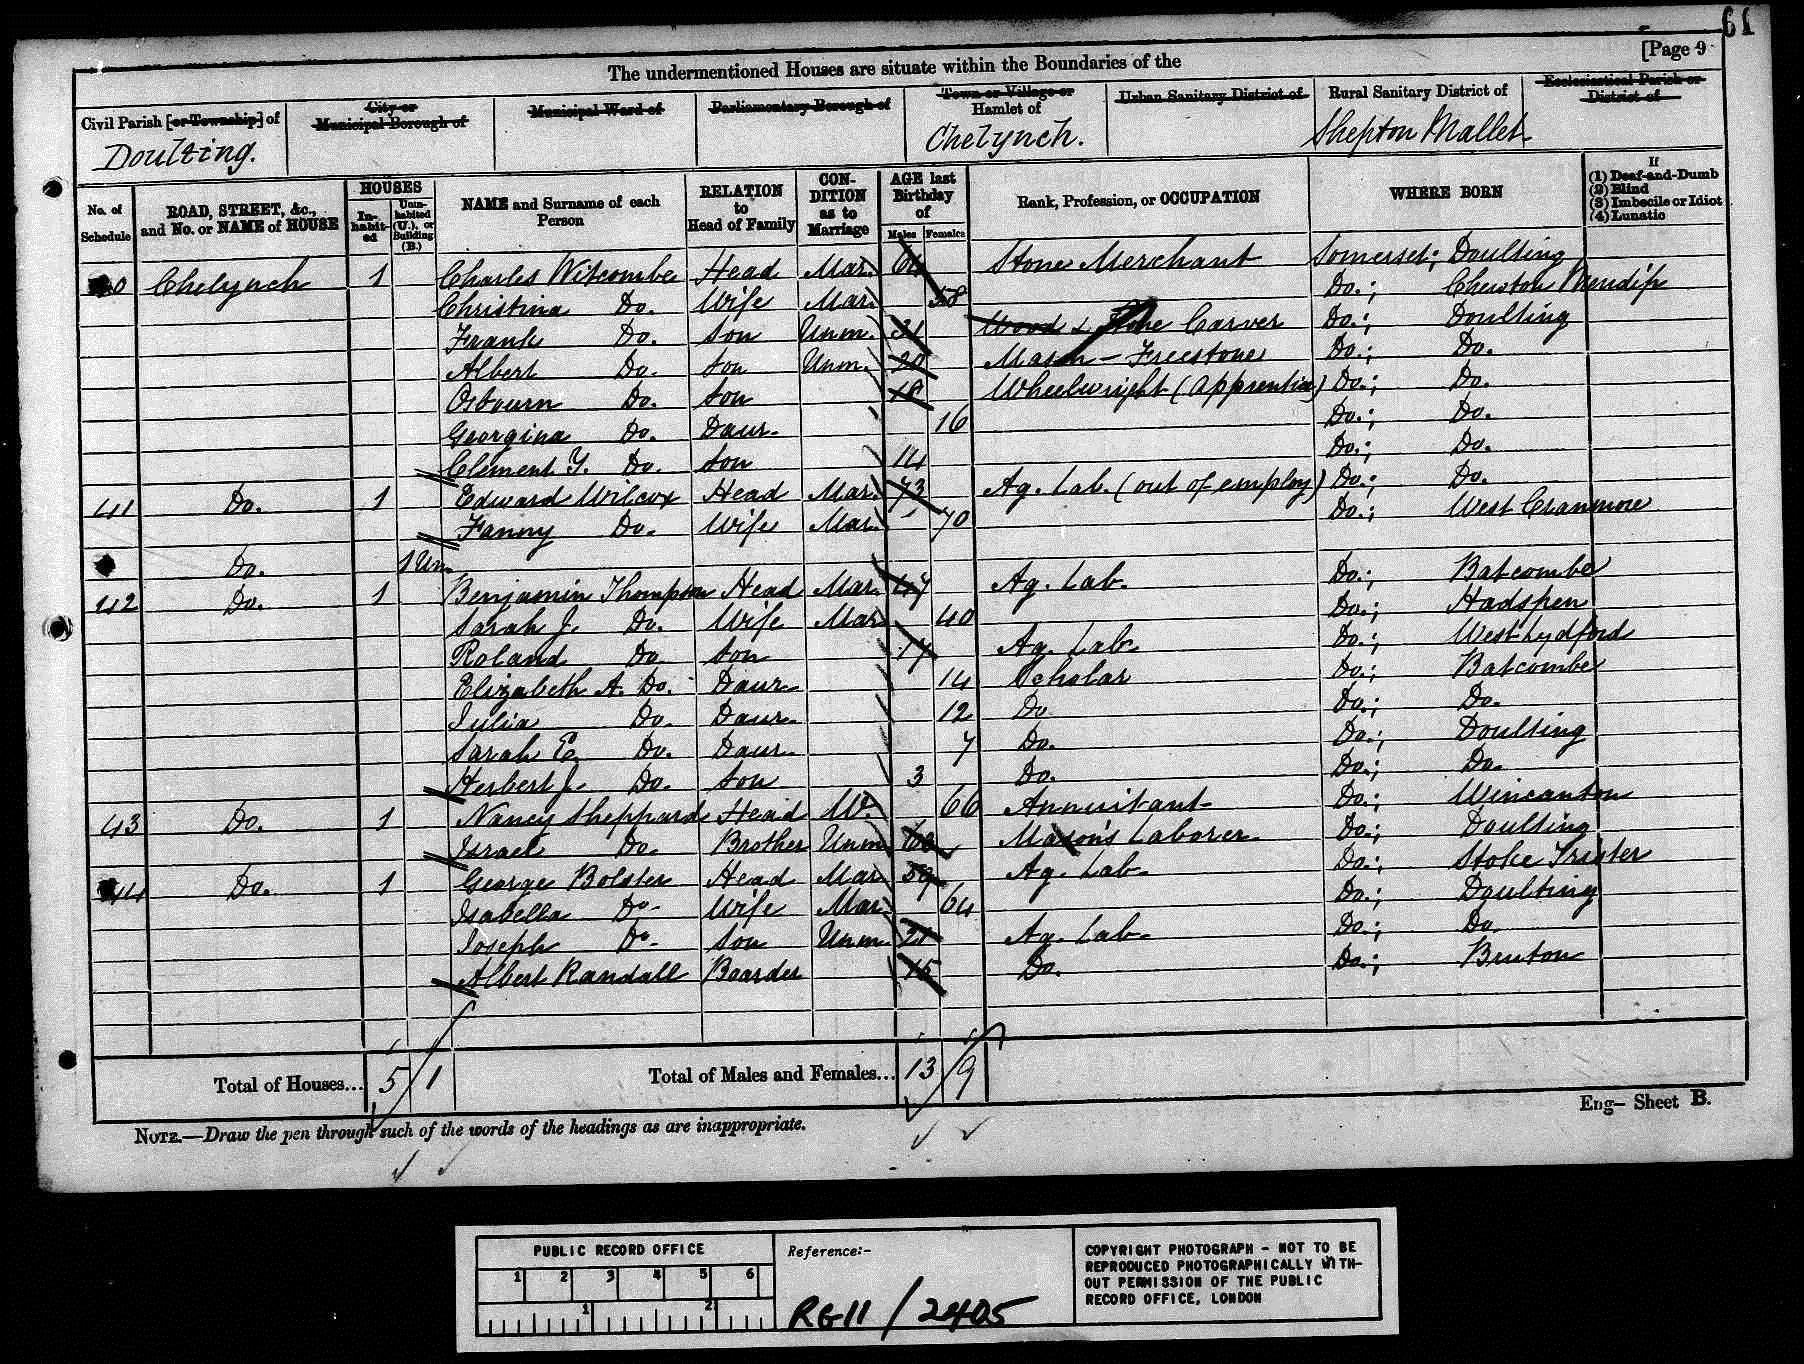 61
[Page 9
The undermentioned Houses are situate within the Boundaries of the
Civil Parish [or Township] of
Doulting.
City or
Municipal Borough of
Municipal Ward of
Parliamentary Borough of
Town or Village or
Hamlet of
Chelynch.
Urban Sanitary District of
Rural Sanitary District of
Shepton Mallet
Ecclesiastical Parish or
District of
No. of Schedule
ROAD, STREET, &c., and No. or NAME of HOUSE
HOUSES
In-habit-ed
Unin-habited (U.), or Building (B.)
NAME and Surname of each Person
RELATION to Head of Family
CON-DITION as to Marriage
AGE last Birthday of
Males Females
Rank, Profession, or OCCUPATION
WHERE BORN
If
(1) Deaf-and-Dumb
(2) Blind
(3) Imbecile or Idiot
(4) Lunatic
40 Chelynch 1 Charles Witcombe Head Mar. Stone Merchant Somerset; Doulting
Christina Do. Wife Mar. 58 Do.; Chewton Mendip
Frank Do. Son Unm. 31 Wood & Stone Carver Do.; Doulting
Albert Do. Son Unm. 20 Mason - Freestone Do.; Do.
Osbourn Do. Son 18 Wheelwright (Apprentice) Do.; Do.
Georgina Do. Daur. 16 Do.; Do.
Clement Y. Do. Son 14 Do.; Do.
41 Do. 1 Edward Wilcox Head Mar. 73 Ag. Lab. (out of employ) Do.; Do.
Fanny Do. Wife Mar. 70 Do.; West Cranmore
Do. 1 Un.
42 Do. 1 Benjamin Thompson Head Mar. 47 Ag. Lab. Do.; Batcombe
Sarah J. Do. Wife Mar. 40 Do.; Hadspen
Roland Do. Son 17 Ag. Lab. Do.; West Lydford
Elizabeth A. Do. Daur. 14 Scholar Do.; Batcombe
Julia Do. Daur. 12 Do. Do.; Do.
Sarah E. Do. Daur. 7 Do. Do.; Doulting
Herbert J. Do. Son 3 Do. Do.; Do.
43 Do. 1 Nancy Sheppard Head W. 66 Annuitant Do.; Wincanton
Israel Do. Brother Unm. 60 Mason's Laborer Do.; Doulting
44 Do. 1 George Bolster Head Mar. 59 Ag. Lab. Do.; Stoke Trister
Isabella Do. Wife Mar. 64 Do.; Doulting
Joseph Do. Son Unm. Ag. Lab. Do.; Do.
Albert Randall Boarder 15 Do. Do.; Bruton
Total of Houses... 5 1 Total of Males and Females... 13 9
Eng— Sheet B.
NOTE.—Draw the pen through such of the words of the headings as are inappropriate.
PUBLIC RECORD OFFICE
1 2 3 4 5 6
1 2
Reference:-
RG11/2405
COPYRIGHT PHOTOGRAPH - NOT TO BE
REPRODUCED PHOTOGRAPHICALLY WITH-
OUT PERMISSION OF THE PUBLIC
RECORD OFFICE, LONDON